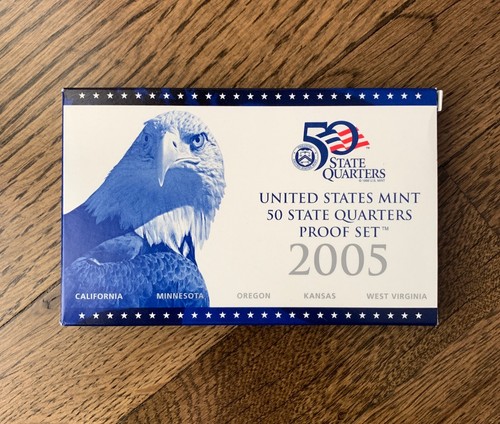 50
STATE
QUARTERS
UNITED STATES MINT
50 STATE QUARTERS
PROOF SET™
2005
CALIFORNIA MINNESOTA OREGON KANSAS WEST VIRGINIA